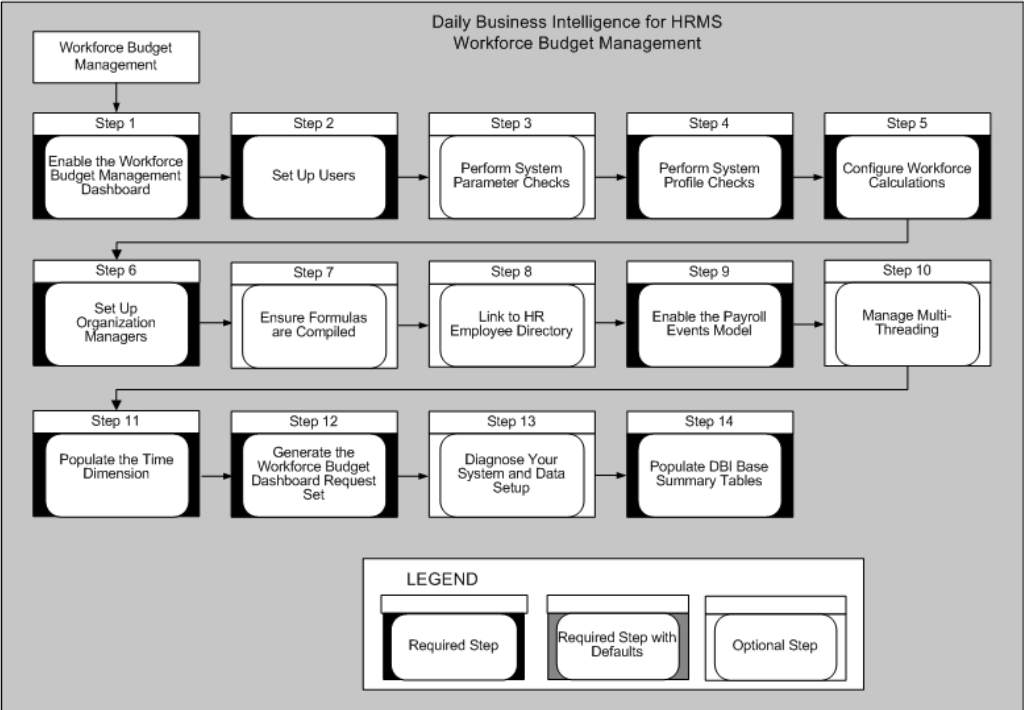 Daily Business Intelligence for HRMS
Workforce Budget Management
Workforce Budget
Management
Step 1
Enable the Workforce
Budget Management
Dashboard
Step 2
Set Up Users
Step 3
Perform System
Parameter Checks
Step 4
Perform System
Profile Checks
Step 5
Configure Workforce
Calculations
Step 6
Set Up
Organization
Managers
Step 7
Ensure Formulas
are Compiled
Step 8
Link to HR
Employee Directory
Step 9
Enable the Payroll
Events Model
Step 10
Manage Multi-
Threading
Step 11
Populate the Time
Dimension
Step 12
Generate the
Workforce Budget
Dashboard Request
Set
Step 13
Diagnose Your
System and Data
Setup
Step 14
Populate DBI Base
Summary Tables
LEGEND
Required Step
Required Step with
Defaults
Optional Step